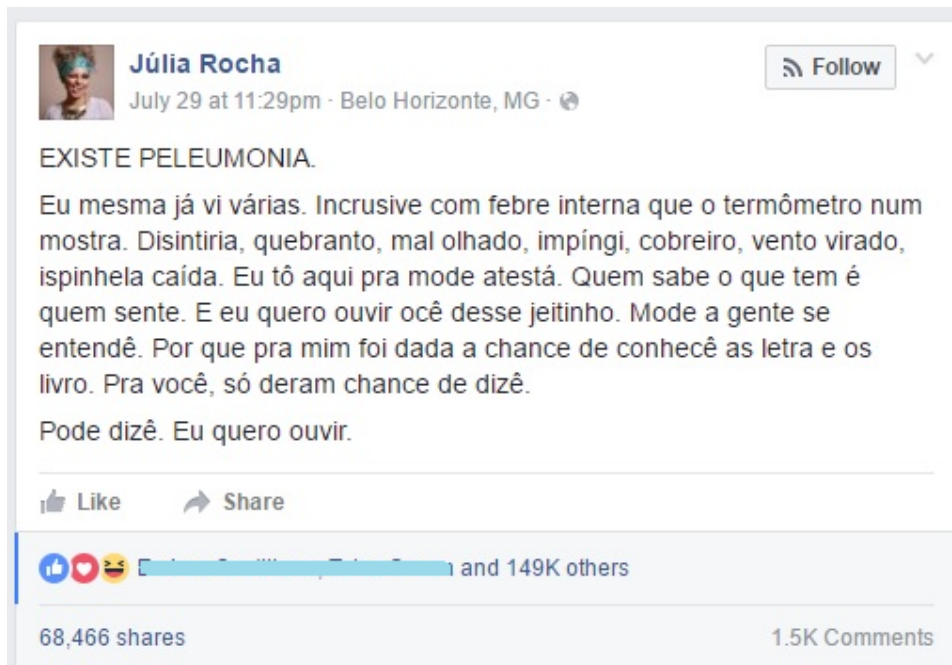 Júlia Rocha
Follow
July 29 at 11:29pm · Belo Horizonte, MG ·
EXISTE PELEUMONIA.
Eu mesma já vi várias. Incrusive com febre interna que o termômetro num
mostra. Disintiria, quebranto, mal olhado, impíngi, cobreiro, vento virado,
ispinhela caída. Eu tô aqui pra mode atestá. Quem sabe o que tem é
quem sente. E eu quero ouvir ocê desse jeitinho. Mode a gente se
entendê. Por que pra mim foi dada a chance de conhecê as letra e os
livro. Pra você, só deram chance de dizê.
Pode dizê. Eu quero ouvir.
Like Share
and 149K others
68,466 shares 1.5K Comments